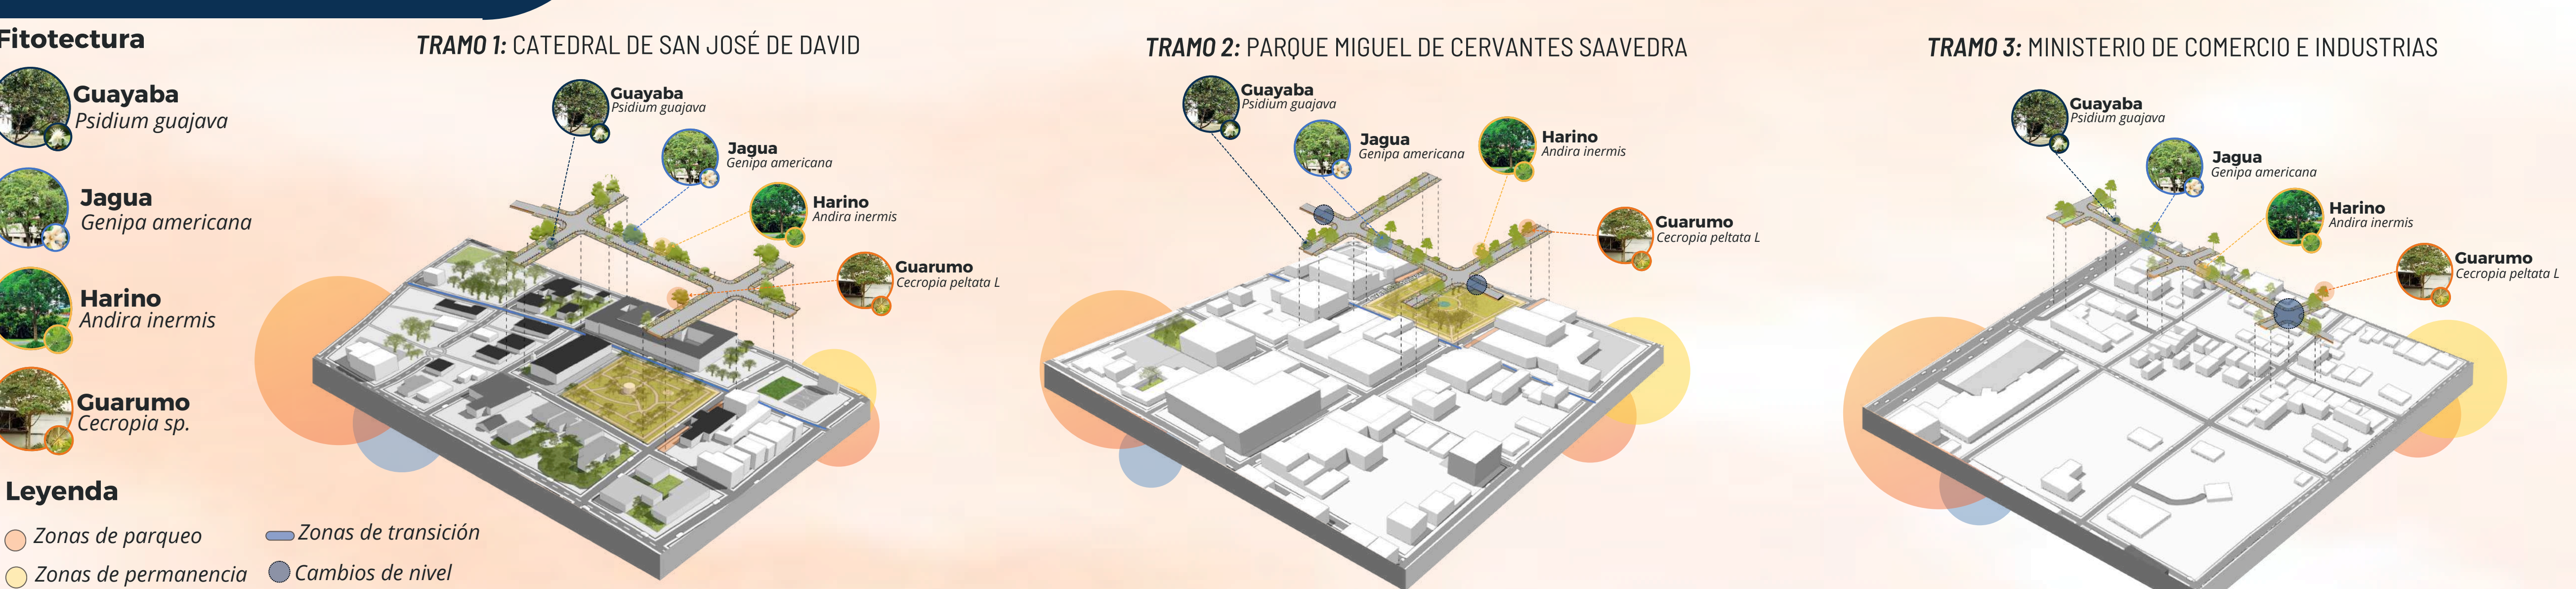 Fitotectura
Guayaba
Psidium guajava
Jagua
Genipa americana
Harino
Andira inermis
Guarumo
Cecropia sp.
Leyenda
Zonas de parqueo
Zonas de transición
Zonas de permanencia
Cambios de nivel
TRAMO 1: CATEDRAL DE SAN JOSÉ DE DAVID
Guayaba
Psidium guajava
Jagua
Genipa americana
Harino
Andira inermis
Guarumo
Cecropia peltata L
TRAMO 2: PARQUE MIGUEL DE CERVANTES SAAVEDRA
Guayaba
Psidium guajava
Jagua
Genipa americana
Harino
Andira inermis
Guarumo
Cecropia peltata L
TRAMO 3: MINISTERIO DE COMERCIO E INDUSTRIAS
Guayaba
Psidium guajava
Jagua
Genipa americana
Harino
Andira inermis
Guarumo
Cecropia peltata L